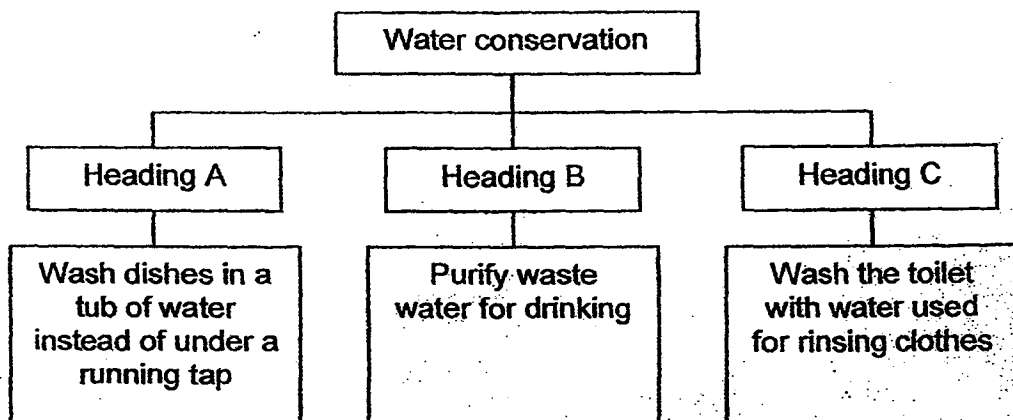 Water conservation
Heading A
Heading B
Heading C
Wash dishes in a
tub of water
instead of under a
running tap
Purify waste
water for drinking
Wash the toilet
with water used
for rinsing clothes